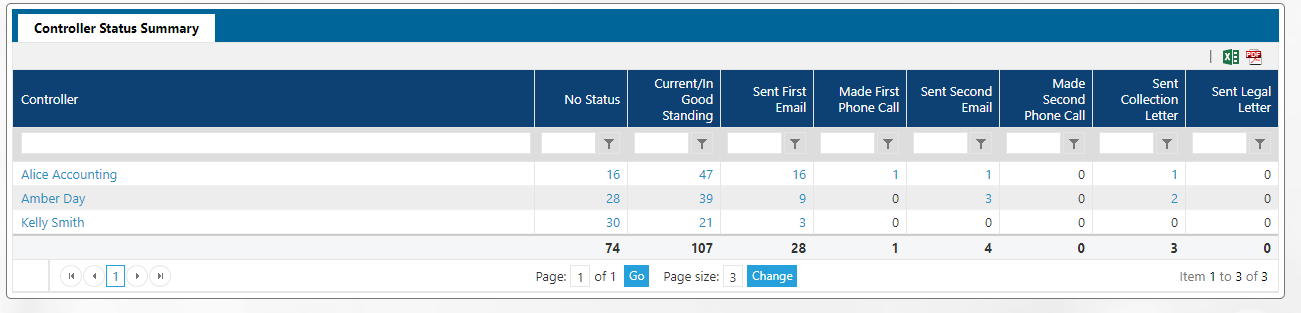 Controller Status Summary
PDF
Controller No Status Current/In Good Standing Sent First Email Made First Phone Call Sent Second Email Made Second Phone Call Sent Collection Letter Sent Legal Letter
Alice Accounting 16 47 16 1 1 0 1 0
Amber Day 28 39 9 0 3 0 2 0
Kelly Smith 30 21 3 0 0 0 0 0
74 107 28 1 4 0 3 0
1 Page: 1 of 1 Go Page size: 3 Change Item 1 to 3 of 3